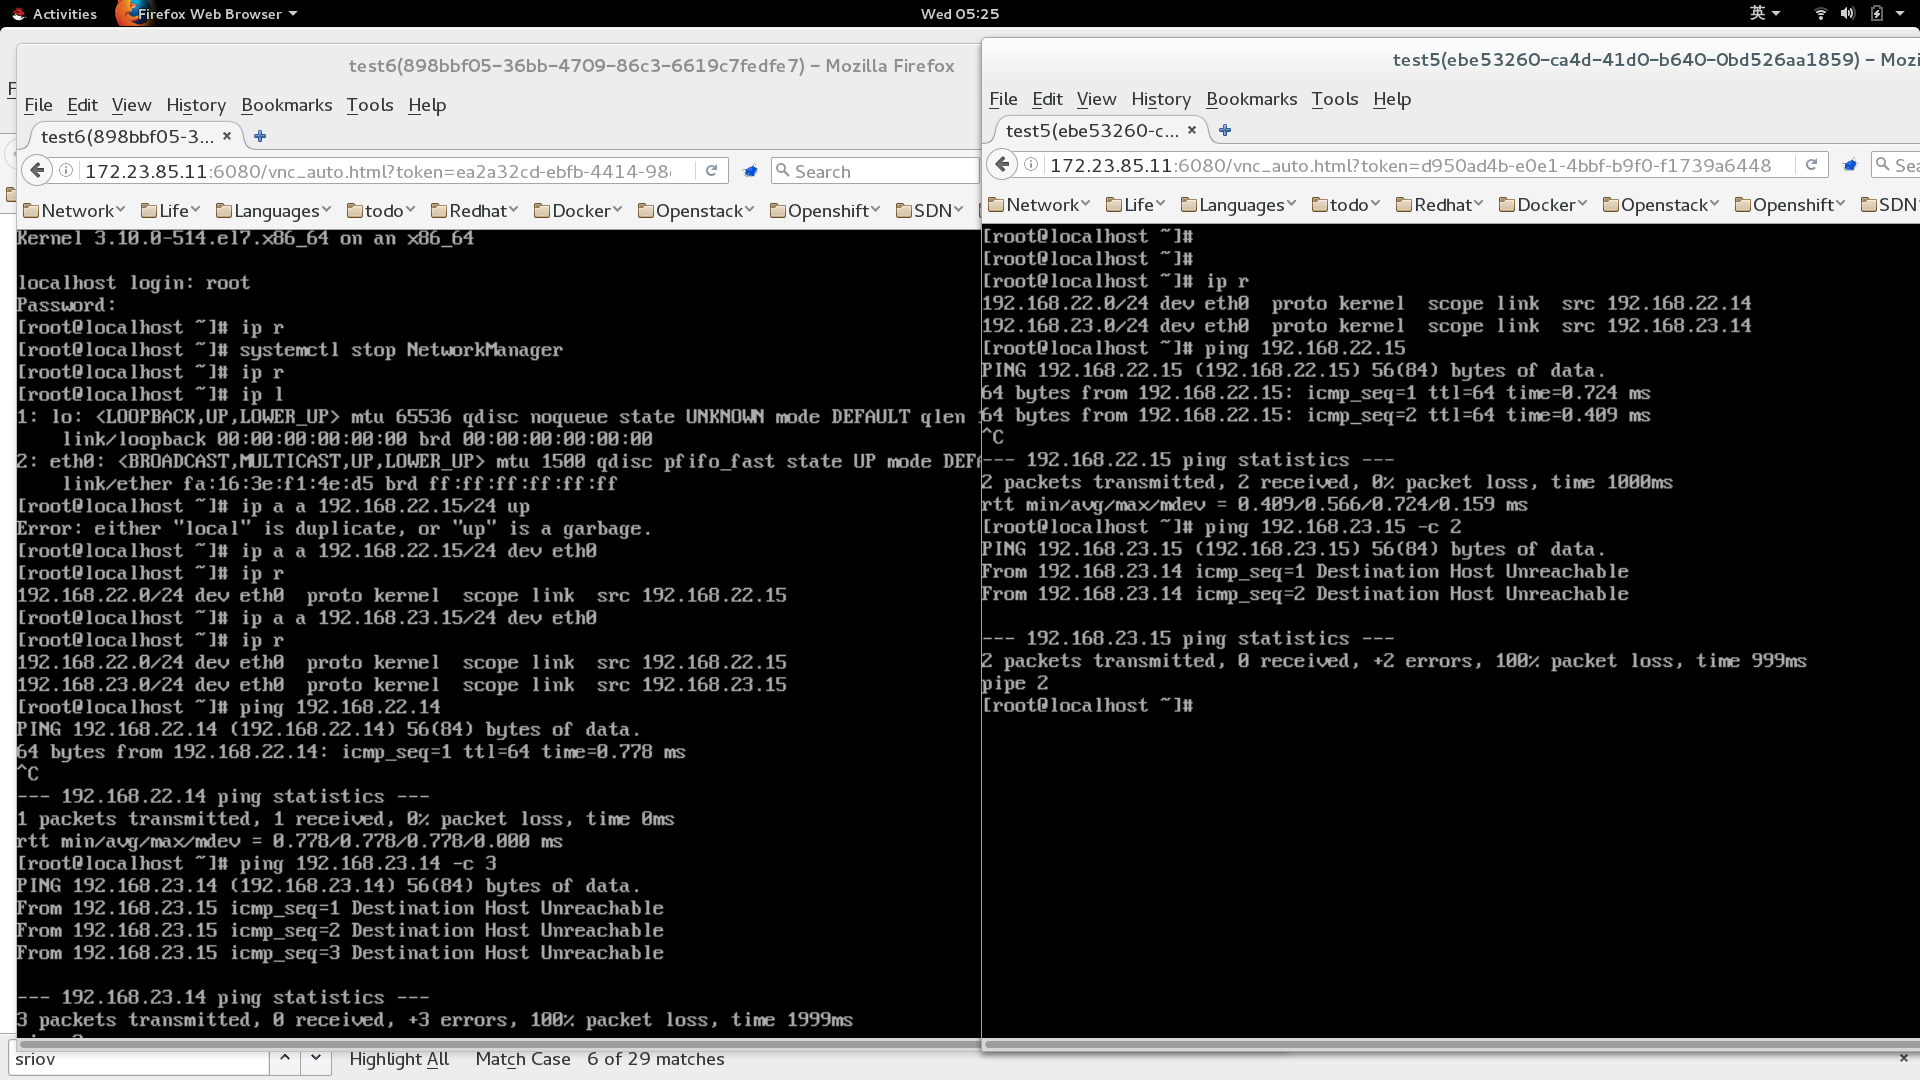 Activities Firefox Web Browser Wed 05:25 英
test6(898bbf05-36bb-4709-86c3-6619c7fedfe7) - Mozilla Firefox
File Edit View History Bookmarks Tools Help
test6(898bbf05-3...
172.23.85.11:6080/vnc_auto.html?token=ea2a32cd-ebfb-4414-98 Search
Network Life Languages todo Redhat Docker Openstack Openshift SDN
Kernel 3.10.0-514.el7.x86_64 on an x86_64
localhost login: root
Password:
[root@localhost ~]# ip r
[root@localhost ~]# systemctl stop NetworkManager
[root@localhost ~]# ip r
[root@localhost ~]# ip l
1: lo: <LOOPBACK,UP,LOWER_UP> mtu 65536 qdisc noqueue state UNKNOWN mode DEFAULT qlen
link/loopback 00:00:00:00:00:00 brd 00:00:00:00:00:00
2: eth0: <BROADCAST,MULTICAST,UP,LOWER_UP> mtu 1500 qdisc pfifo_fast state UP mode DEF
link/ether fa:16:3e:f1:4e:d5 brd ff:ff:ff:ff:ff:ff
[root@localhost ~]# ip a a 192.168.22.15/24 up
Error: either "local" is duplicate, or "up" is a garbage.
[root@localhost ~]# ip a a 192.168.22.15/24 dev eth0
[root@localhost ~]# ip r
192.168.22.0/24 dev eth0  proto kernel  scope link  src 192.168.22.15
[root@localhost ~]# ip a a 192.168.23.15/24 dev eth0
[root@localhost ~]# ip r
192.168.22.0/24 dev eth0  proto kernel  scope link  src 192.168.22.15
192.168.23.0/24 dev eth0  proto kernel  scope link  src 192.168.23.15
[root@localhost ~]# ping 192.168.22.14
PING 192.168.22.14 (192.168.22.14) 56(84) bytes of data.
64 bytes from 192.168.22.14: icmp_seq=1 ttl=64 time=0.778 ms
^C
--- 192.168.22.14 ping statistics ---
1 packets transmitted, 1 received, 0% packet loss, time 0ms
rtt min/avg/max/mdev = 0.778/0.778/0.778/0.000 ms
[root@localhost ~]# ping 192.168.23.14 -c 3
PING 192.168.23.14 (192.168.23.14) 56(84) bytes of data.
From 192.168.23.15 icmp_seq=1 Destination Host Unreachable
From 192.168.23.15 icmp_seq=2 Destination Host Unreachable
From 192.168.23.15 icmp_seq=3 Destination Host Unreachable
--- 192.168.23.14 ping statistics ---
3 packets transmitted, 0 received, +3 errors, 100% packet loss, time 1999ms
test5(ebe53260-ca4d-41d0-b640-0bd526aa1859) - Mozi
File Edit View History Bookmarks Tools Help
test5(ebe53260-c...
172.23.85.11:6080/vnc_auto.html?token=d950ad4b-e0e1-4bbf-b9f0-f1739a6448 Sea
Network Life Languages todo Redhat Docker Openstack Openshift SDN
[root@localhost ~]#
[root@localhost ~]#
[root@localhost ~]# ip r
192.168.22.0/24 dev eth0  proto kernel  scope link  src 192.168.22.14
192.168.23.0/24 dev eth0  proto kernel  scope link  src 192.168.23.14
[root@localhost ~]# ping 192.168.22.15
PING 192.168.22.15 (192.168.22.15) 56(84) bytes of data.
64 bytes from 192.168.22.15: icmp_seq=1 ttl=64 time=0.724 ms
64 bytes from 192.168.22.15: icmp_seq=2 ttl=64 time=0.409 ms
^C
--- 192.168.22.15 ping statistics ---
2 packets transmitted, 2 received, 0% packet loss, time 1000ms
rtt min/avg/max/mdev = 0.409/0.566/0.724/0.159 ms
[root@localhost ~]# ping 192.168.23.15 -c 2
PING 192.168.23.15 (192.168.23.15) 56(84) bytes of data.
From 192.168.23.14 icmp_seq=1 Destination Host Unreachable
From 192.168.23.14 icmp_seq=2 Destination Host Unreachable
--- 192.168.23.15 ping statistics ---
2 packets transmitted, 0 received, +2 errors, 100% packet loss, time 999ms
pipe 2
[root@localhost ~]#
sriov Highlight All Match Case 6 of 29 matches